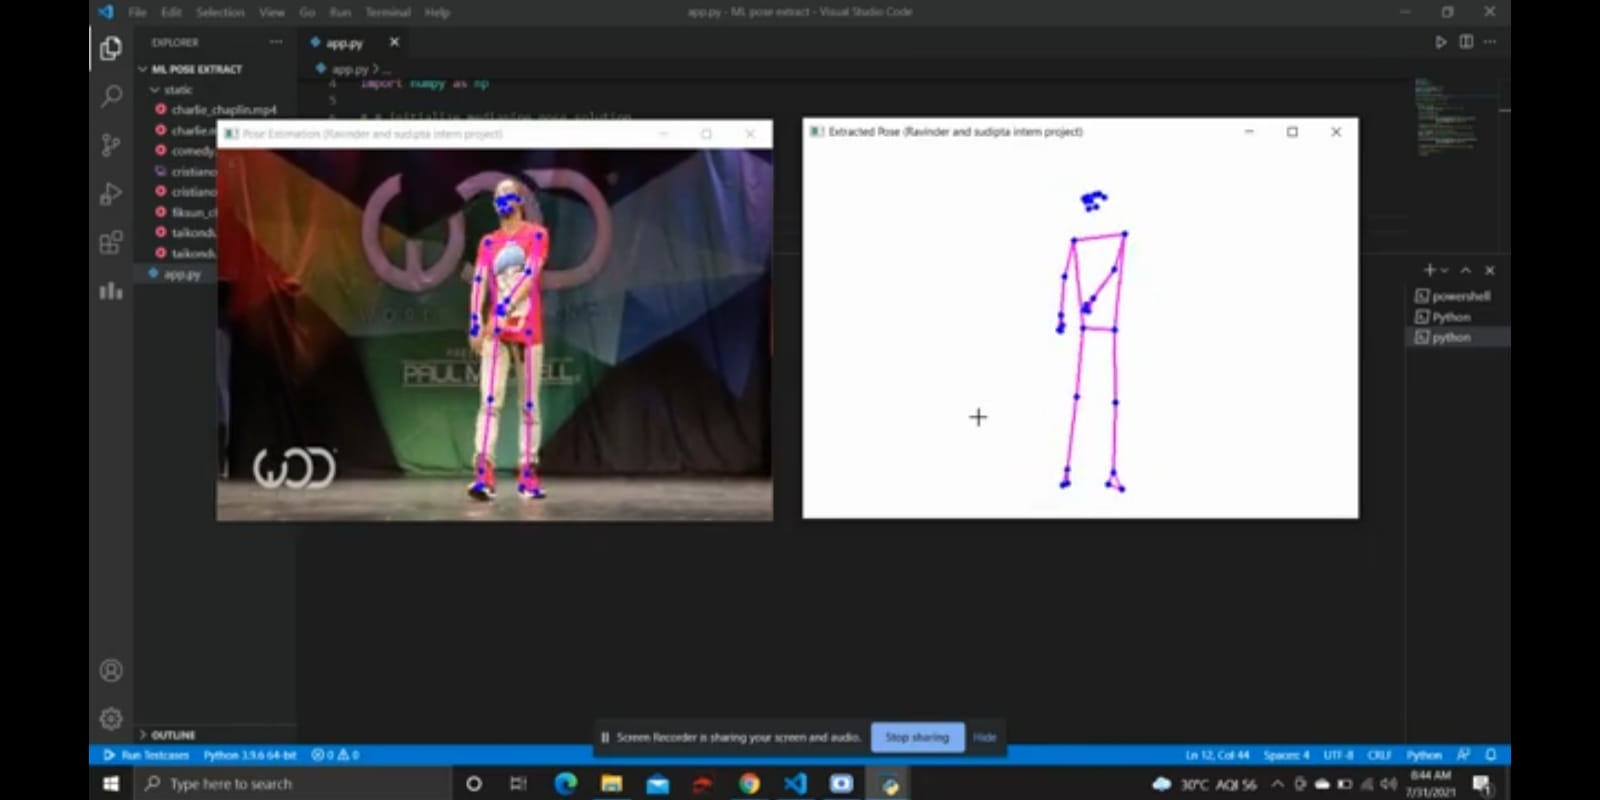 File Edit Selection View Go Run Terminal Help
app.py - ML pose extract - Visual Studio Code
EXPLORER
ML POSE EXTRACT
static
charlie_chaplin.mp4
charlie.m
comedy.
cristiano
cristiano
taikond
taikond
app.py
OUTLINE
app.py
app.py > ...
4 import numpy as np
5
Pose Estimation (Ravinder and sudipta intern project)
WOD
PAUL M ELL
WOD
Extracted Pose (Ravinder and sudipta intern project)
powershell
Python
python
Screen Recorder is sharing your screen and audio.
Stop sharing
Hide
Run Testcases Python 3.9.6 64-bit 0 0
Ln 12, Col 44 Spaces: 4 UTF-8 CRLF Python
Type here to search
30°C AQI 56
8:44 AM
7/31/2021